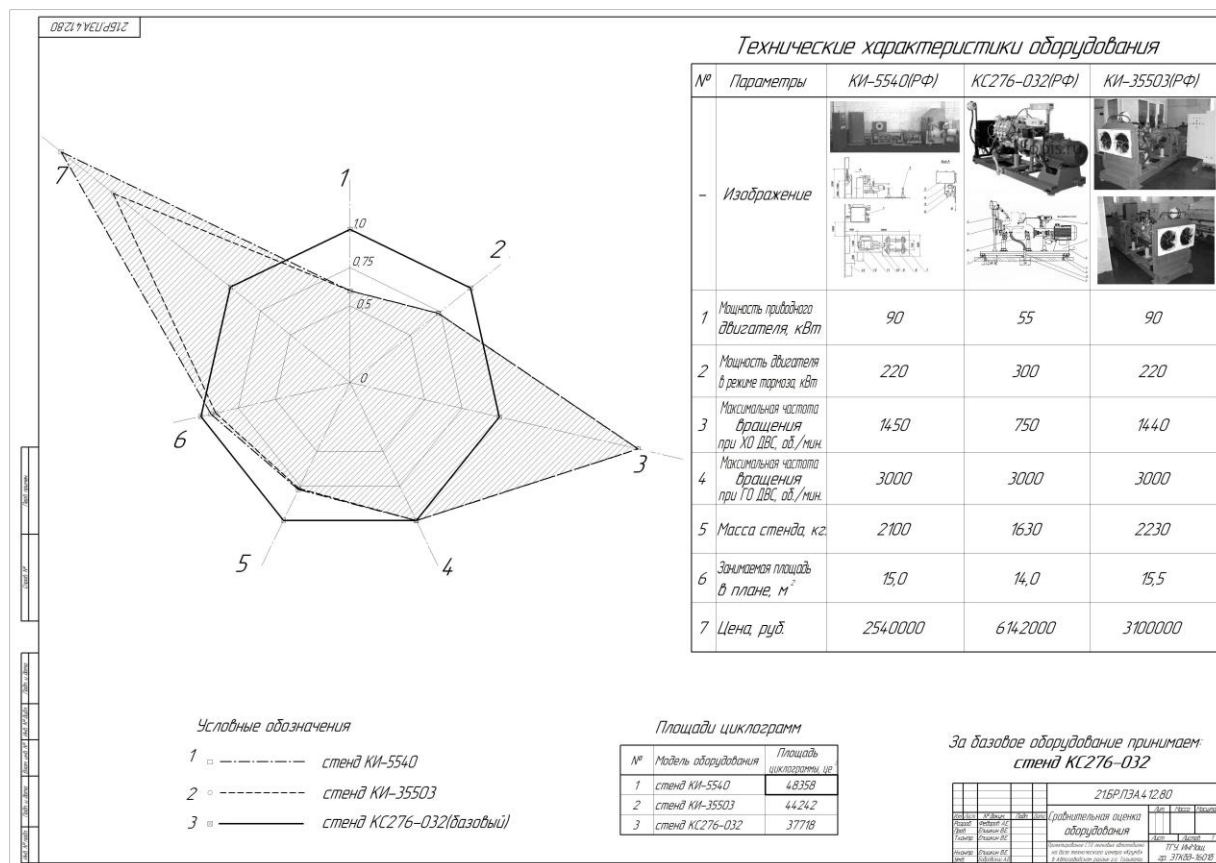 21.БР.ПЭА.412.80
Технические характеристики оборудования
№ Параметры КИ-5540(РФ) КС276-032(РФ) КИ-35503(РФ)
- Изображение
1 Мощность приводного двигателя, кВт 90 55 90
2 Мощность двигателя в режиме тормоза, кВт 220 300 220
3 Максимальная частота вращения при ХО ДВС, об./мин. 1450 750 1440
4 Максимальная частота вращения при ГО ДВС, об./мин. 3000 3000 3000
5 Масса стенда, кг. 2100 1630 2230
6 Занимаемая площадь в плане, м² 15,0 14,0 15,5
7 Цена, руб. 2540000 6142000 3100000
7
1
1,0
2
0,75
0,5
0
6
3
5
4
Условные обозначения
1 стенд КИ-5540
2 стенд КИ-35503
3 стенд КС276-032(базовый)
Площади циклограмм
№ Модель оборудования Площадь циклограммы, це
1 стенд КИ-5540 48358
2 стенд КИ-35503 44242
3 стенд КС276-032 37718
За базовое оборудование принимаем:
стенд КС276-032
21.БР.ПЭА.412.80
Сравнительная оценка
оборудования